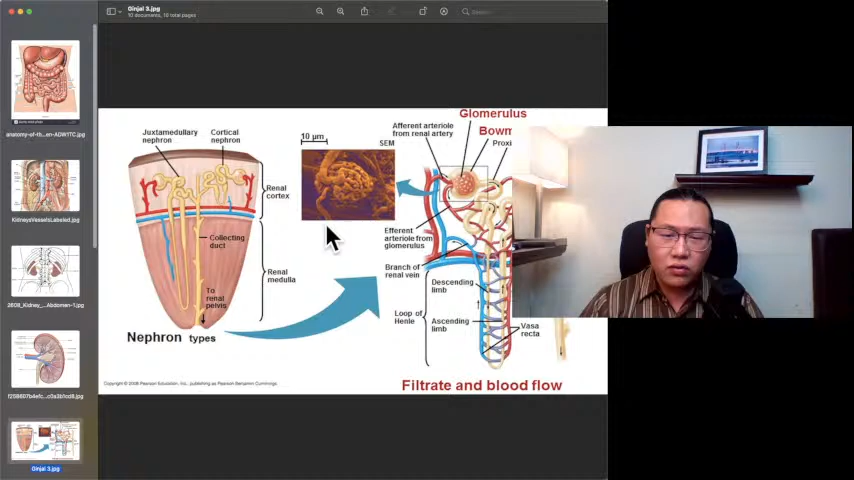 Ginjal 3.jpg
10 documents, 10 total pages
Search
anatomy-of-th...en-ADW1TC.jpg
KidneysVesselsLabeled.jpg
2609_Kidney_...Abdomen-1.jpg
Ginjal 3.jpg
Juxtamedullary
nephron
Cortical
nephron
Renal
cortex
Collecting
duct
Renal
medulla
To
renal
pelvis
Nephron types
10 µm
SEM
Glomerulus
Afferent arteriole
from renal artery
Bowm
Proxi
Efferent
arteriole from
glomerulus
Branch of
renal vein
Descending
limb
Loop of
Henle
Ascending
limb
Vasa
recta
Filtrate and blood flow
Copyright © 2008 Pearson Education, Inc., publishing as Pearson Benjamin Cummings.